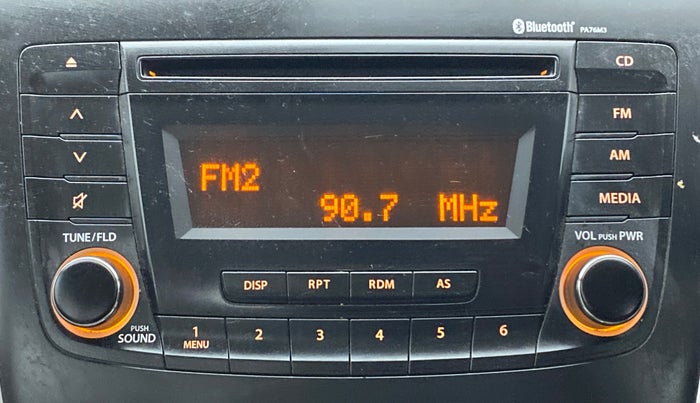 Bluetooth® PA76M3
CD
FM
AM
MEDIA
FM2
90.7 MHz
TUNE/FLD
VOL PUSH PWR
DISP RPT RDM AS
PUSH SOUND
1 MENU 2 3 4 5 6